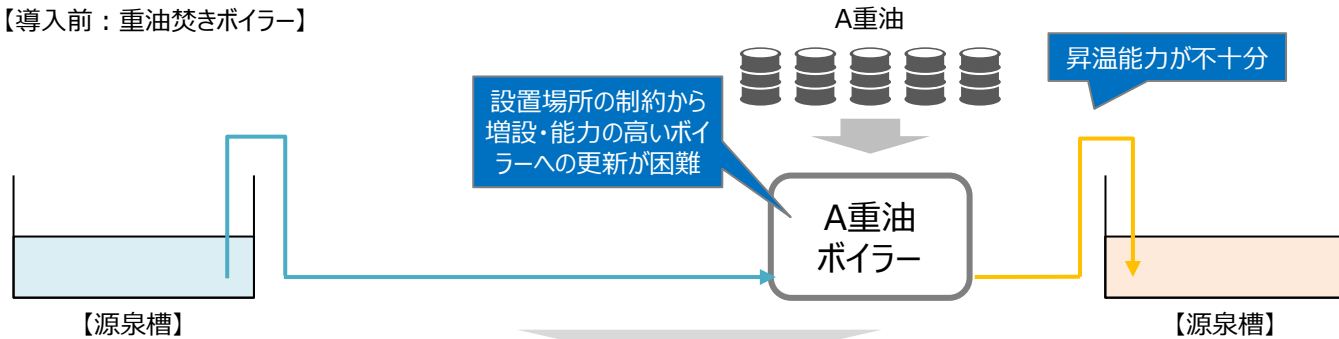 【導入前：重油焚きボイラー】
A重油
昇温能力が不十分
設置場所の制約から
増設・能力の高いボイ
ラーへの更新が困難
A重油
ボイラー
【源泉槽】
【源泉槽】